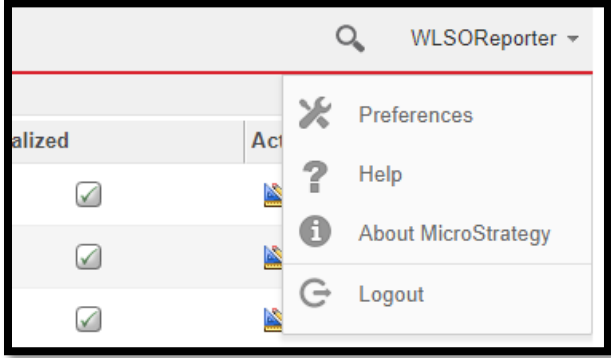 WLSOReporter
Preferences
alized
Act
Help
About MicroStrategy
Logout